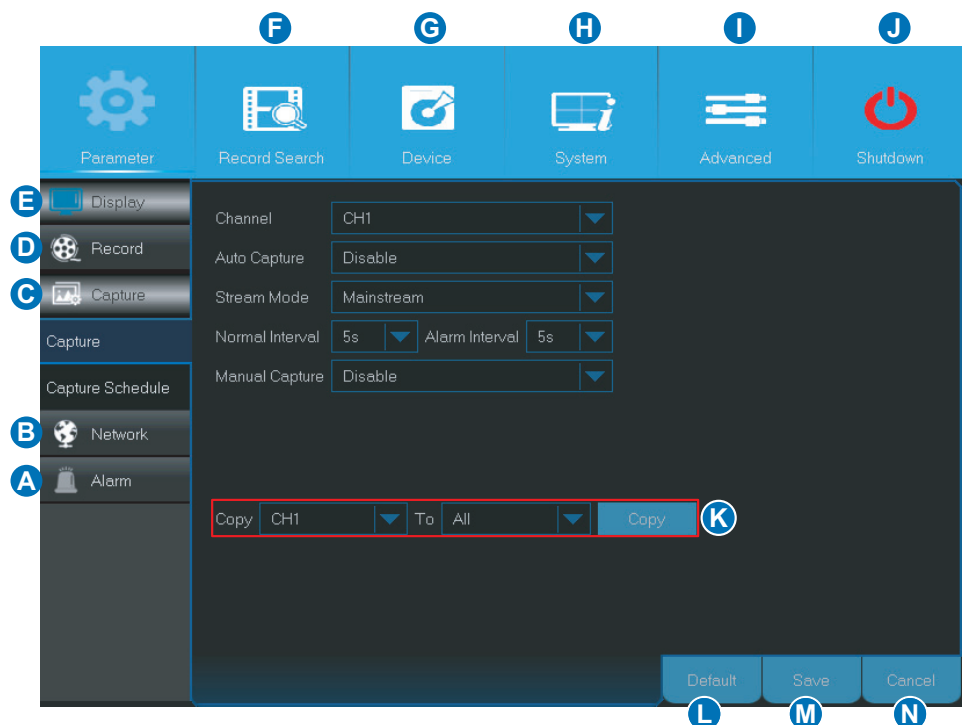 F G H I J
Parameter Record Search Device System Advanced Shutdown
E Display
Channel CH1
D Record
Auto Capture Disable
C Capture
Stream Mode Mainstream
Capture
Normal Interval 5s Alarm Interval 5s
Capture Schedule
Manual Capture Disable
B Network
A Alarm
Copy CH1 To All Copy K
Default Save Cancel
L M N